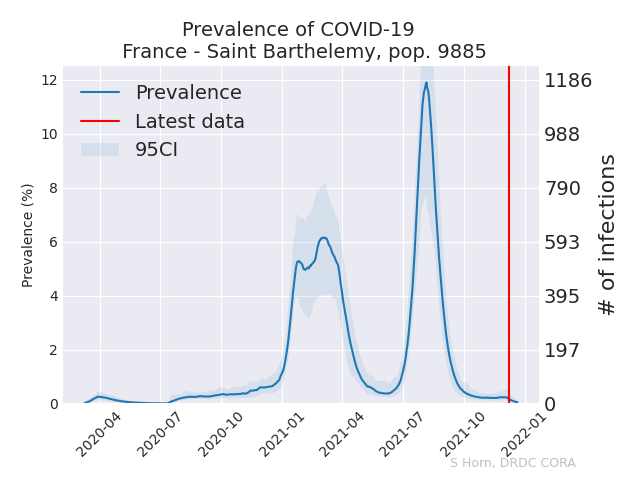 Prevalence of COVID-19
France - Saint Barthelemy, pop. 9885
Prevalence
Latest data
95CI
Prevalence (%)
12
10
8
6
4
2
0
1186
988
790
593
395
197
0
# of infections
2020-04
2020-07
2020-10
2021-01
2021-04
2021-07
2021-10
2022-01
S Horn, DRDC CORA